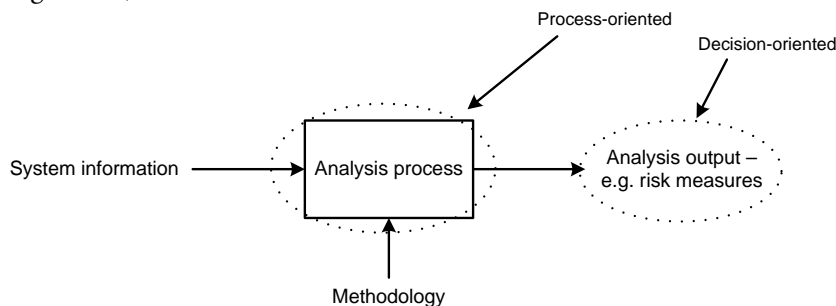 Process-oriented
Decision-oriented
System information
Analysis process
Analysis output –
e.g. risk measures
Methodology